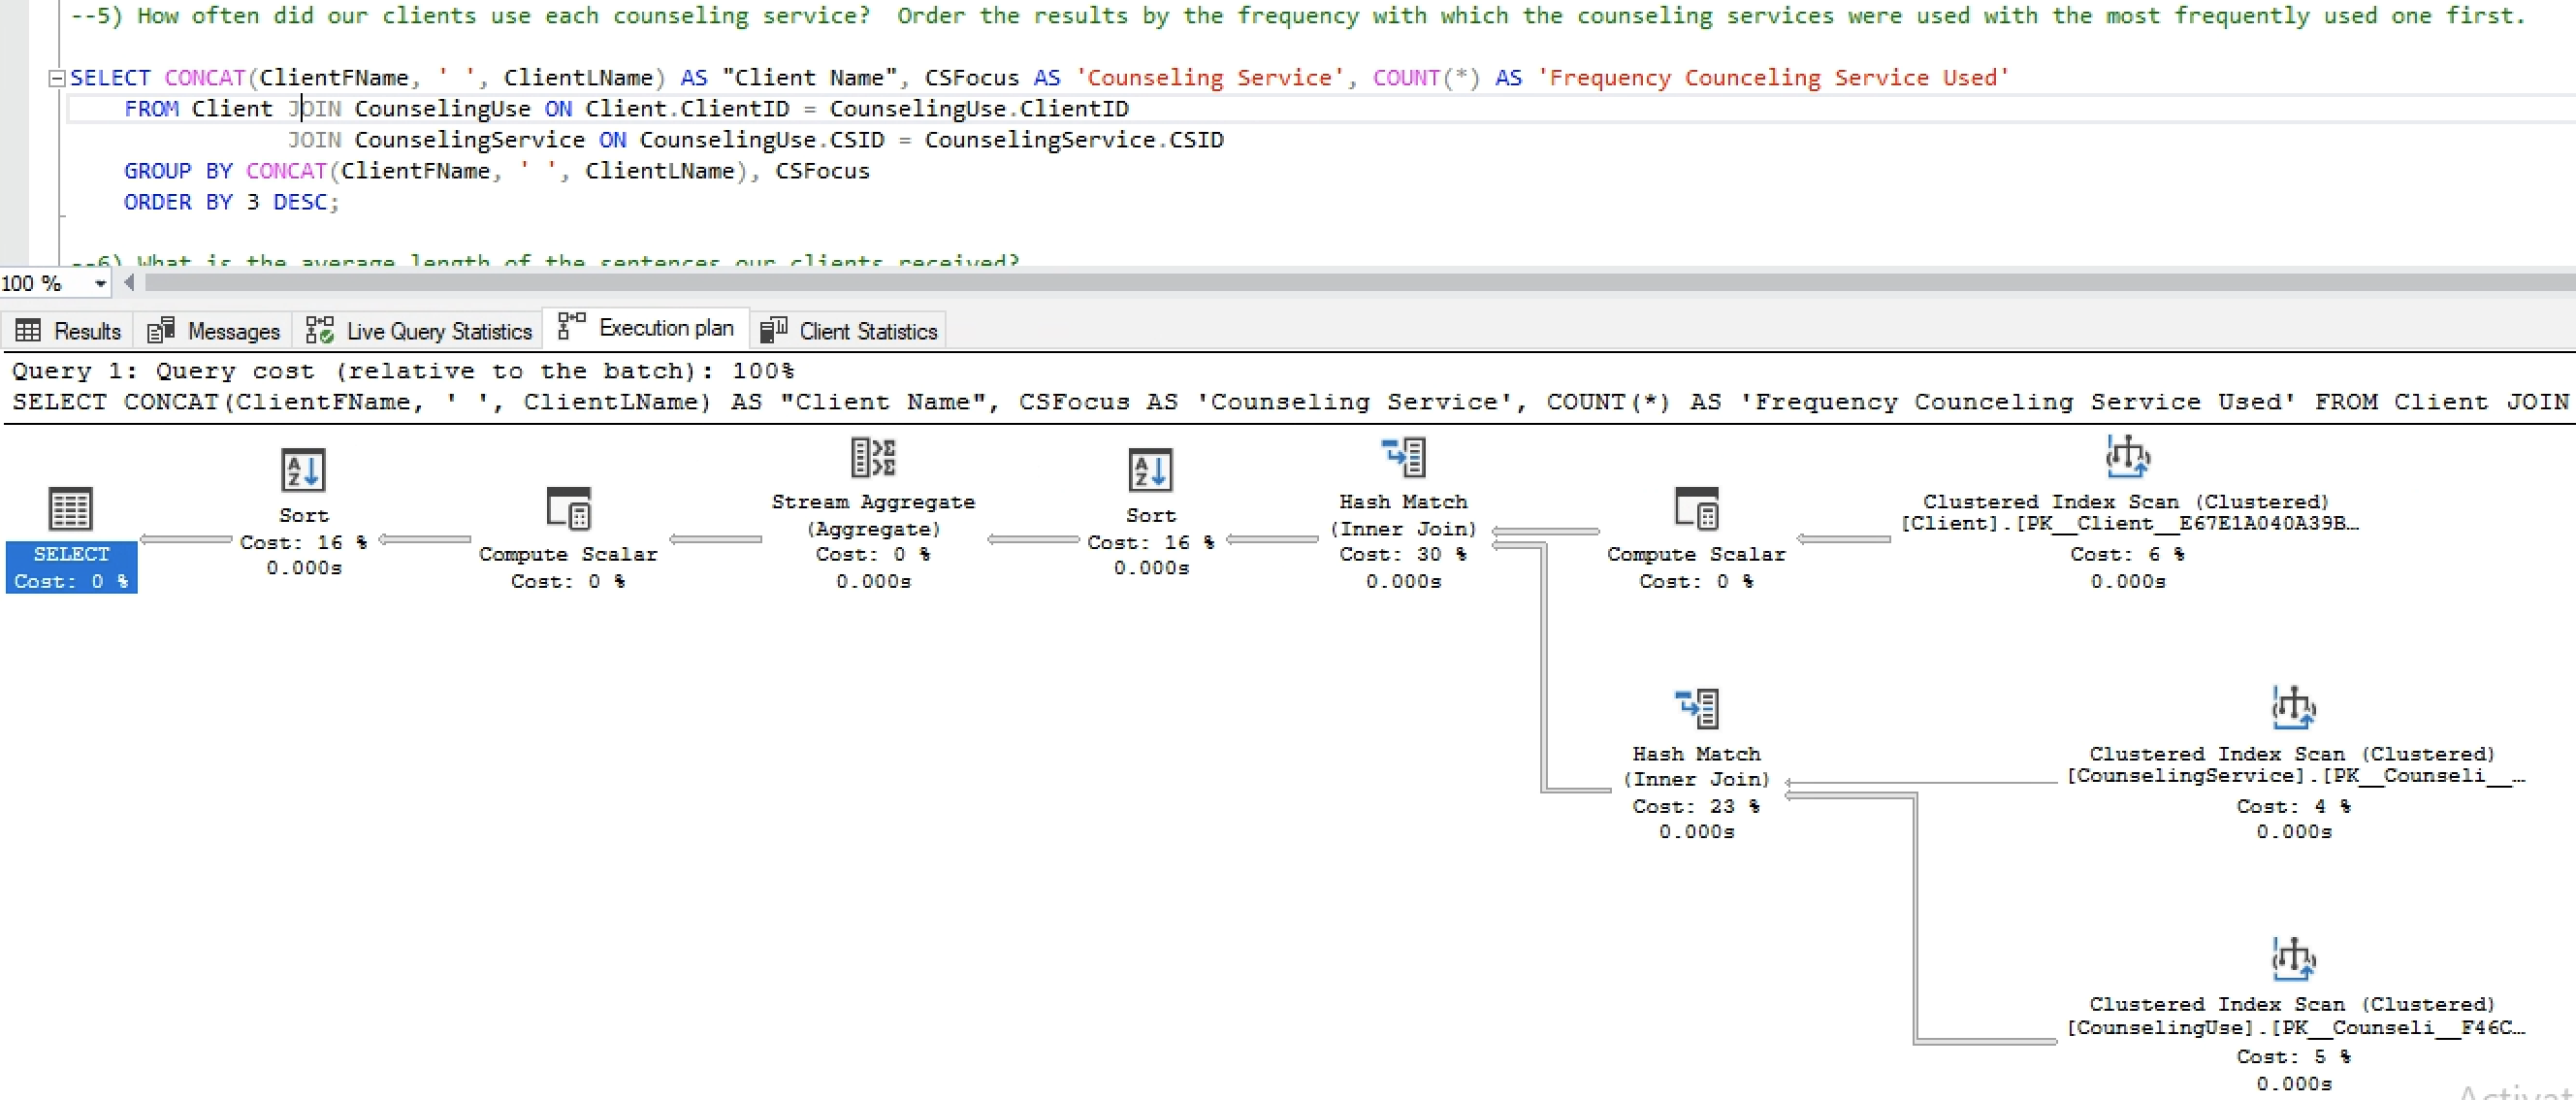 --5) How often did our clients use each counseling service?  Order the results by the frequency with which the counseling services were used with the most frequently used one first.
SELECT CONCAT(ClientFName, ' ', ClientLName) AS "Client Name", CSFocus AS 'Counseling Service', COUNT(*) AS 'Frequency Counceling Service Used'
FROM Client JOIN CounselingUse ON Client.ClientID = CounselingUse.ClientID
JOIN CounselingService ON CounselingUse.CSID = CounselingService.CSID
GROUP BY CONCAT(ClientFName, ' ', ClientLName), CSFocus
ORDER BY 3 DESC;
--6) What is the average length of the sentences our clients received?
100 %
Results Messages Live Query Statistics Execution plan Client Statistics
Query 1: Query cost (relative to the batch): 100%
SELECT CONCAT(ClientFName, ' ', ClientLName) AS "Client Name", CSFocus AS 'Counseling Service', COUNT(*) AS 'Frequency Counceling Service Used' FROM Client JOIN
SELECT
Cost: 0 %
Sort
Cost: 16 %
0.000s
Compute Scalar
Cost: 0 %
Stream Aggregate
(Aggregate)
Cost: 0 %
0.000s
Sort
Cost: 16 %
0.000s
Hash Match
(Inner Join)
Cost: 30 %
0.000s
Compute Scalar
Cost: 0 %
Clustered Index Scan (Clustered)
[Client].[PK__Client__E67E1A040A39B…
Cost: 6 %
0.000s
Hash Match
(Inner Join)
Cost: 23 %
0.000s
Clustered Index Scan (Clustered)
[CounselingService].[PK__Counseli__…
Cost: 4 %
0.000s
Clustered Index Scan (Clustered)
[CounselingUse].[PK__Counseli__F46C…
Cost: 5 %
0.000s